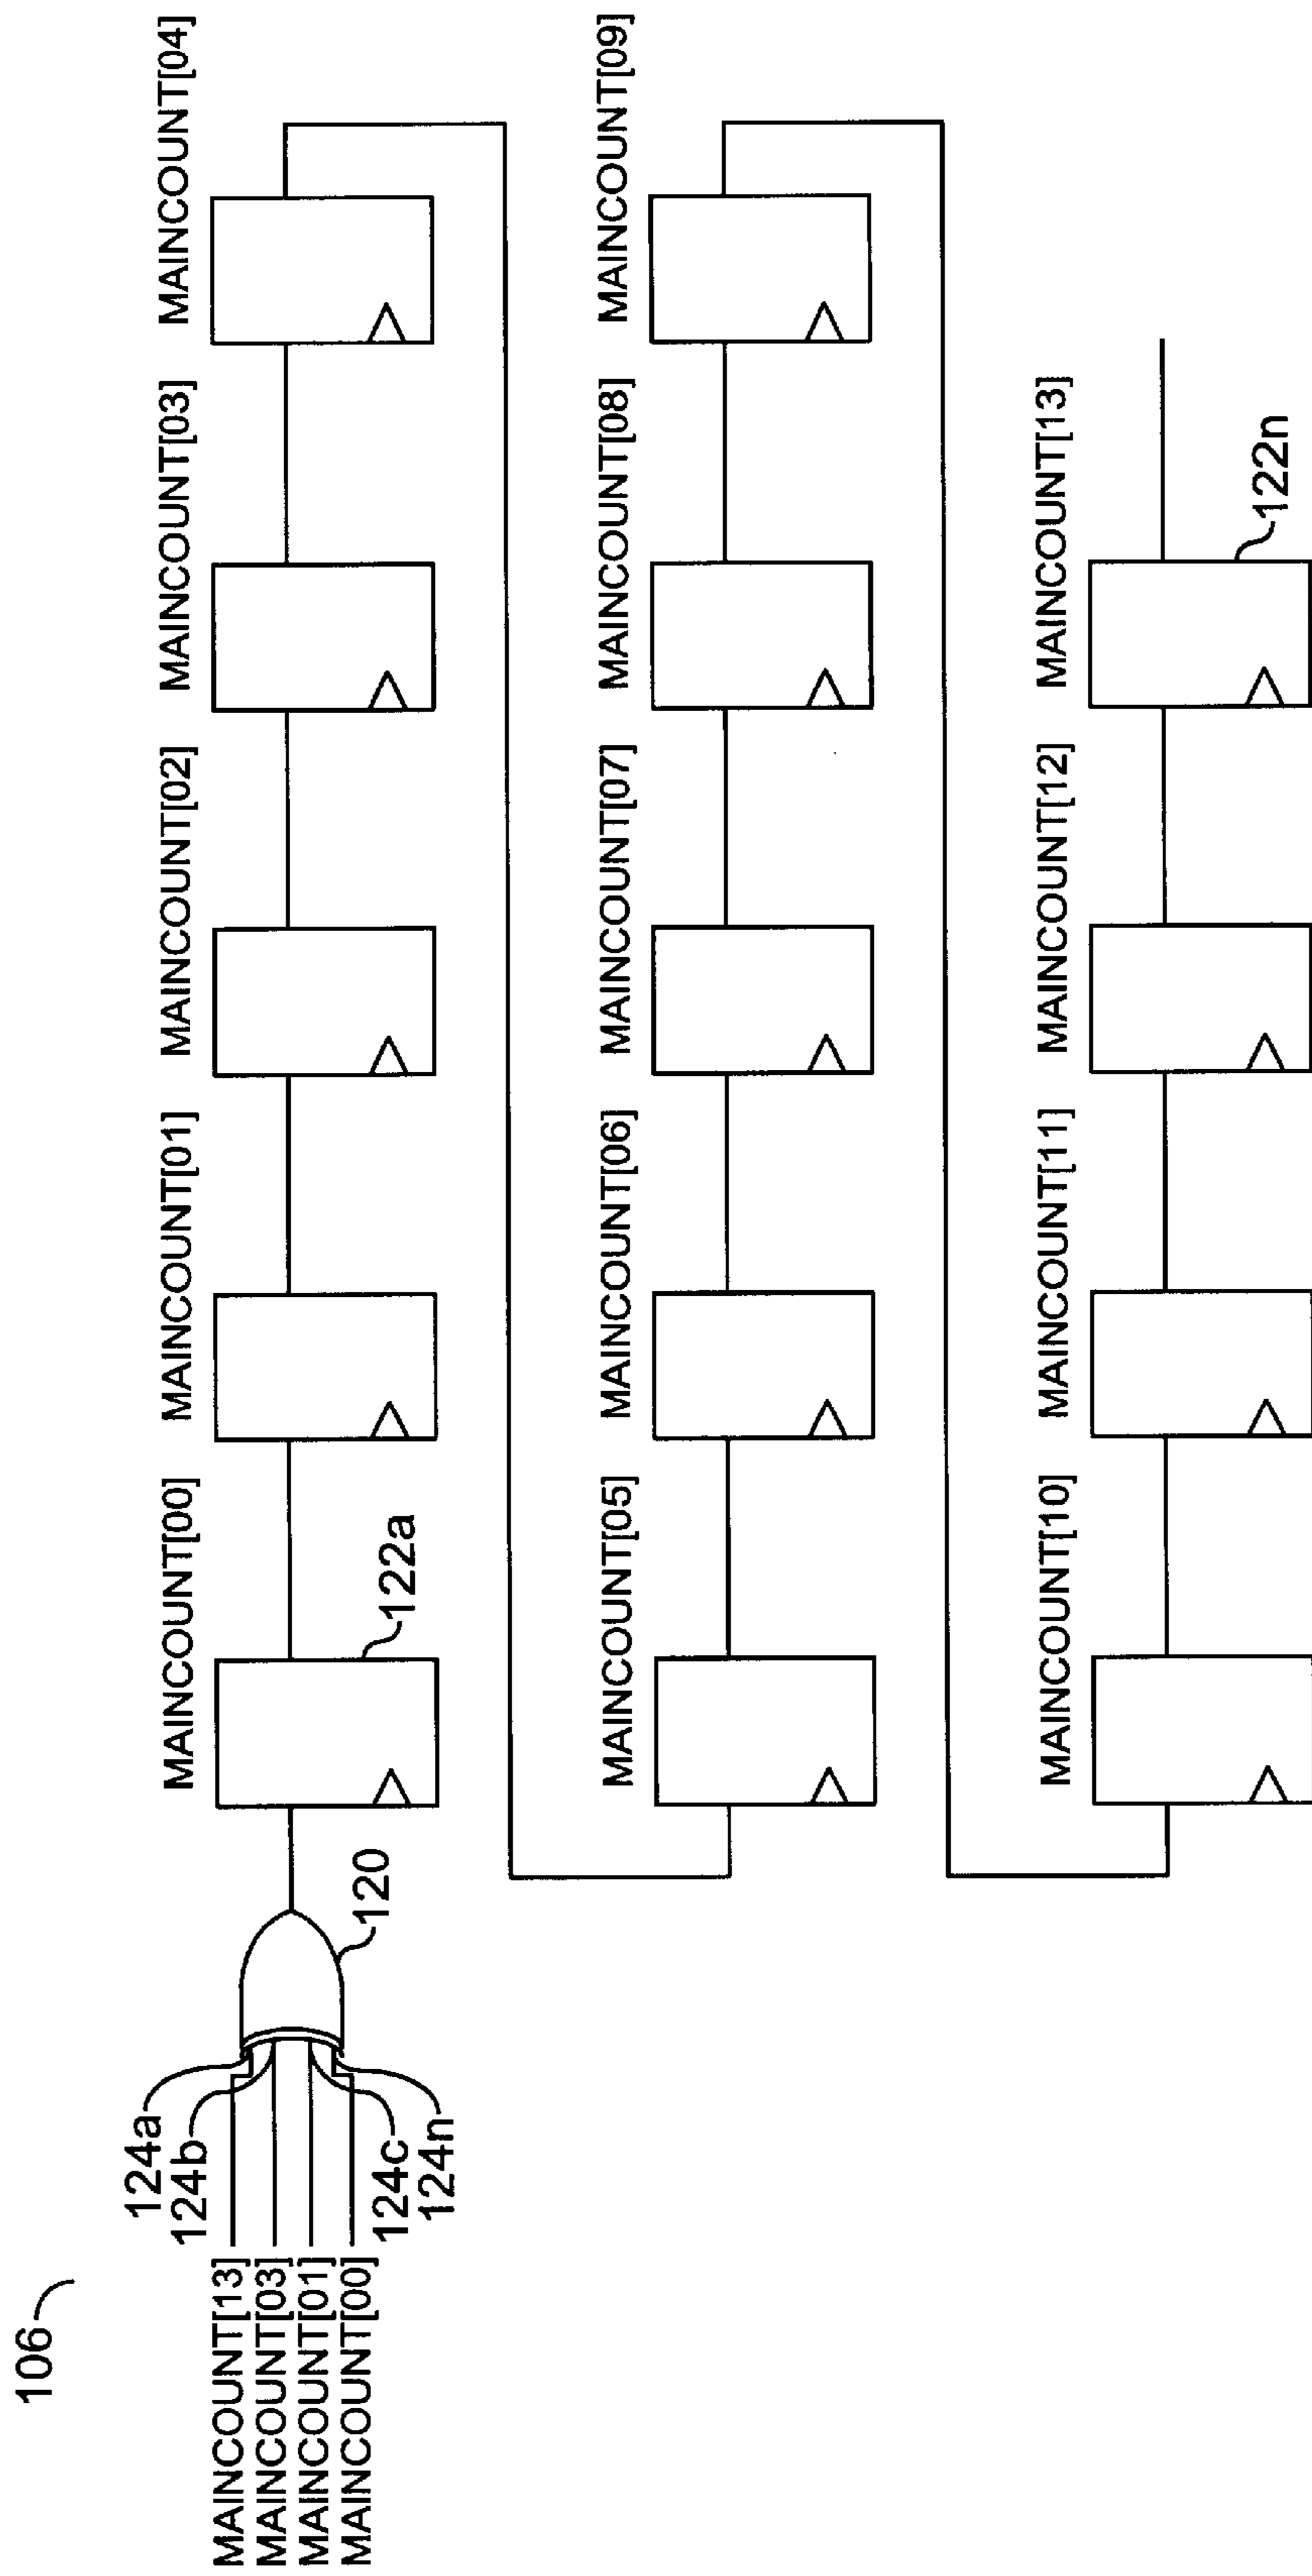 106
124a
124b
124c
124n
MAINCOUNT[13]
MAINCOUNT[03]
MAINCOUNT[01]
MAINCOUNT[00]
120
MAINCOUNT[00]
122a
MAINCOUNT[01]
MAINCOUNT[02]
MAINCOUNT[03]
MAINCOUNT[04]
MAINCOUNT[05]
MAINCOUNT[06]
MAINCOUNT[07]
MAINCOUNT[08]
MAINCOUNT[09]
MAINCOUNT[10]
MAINCOUNT[11]
MAINCOUNT[12]
MAINCOUNT[13]
122n